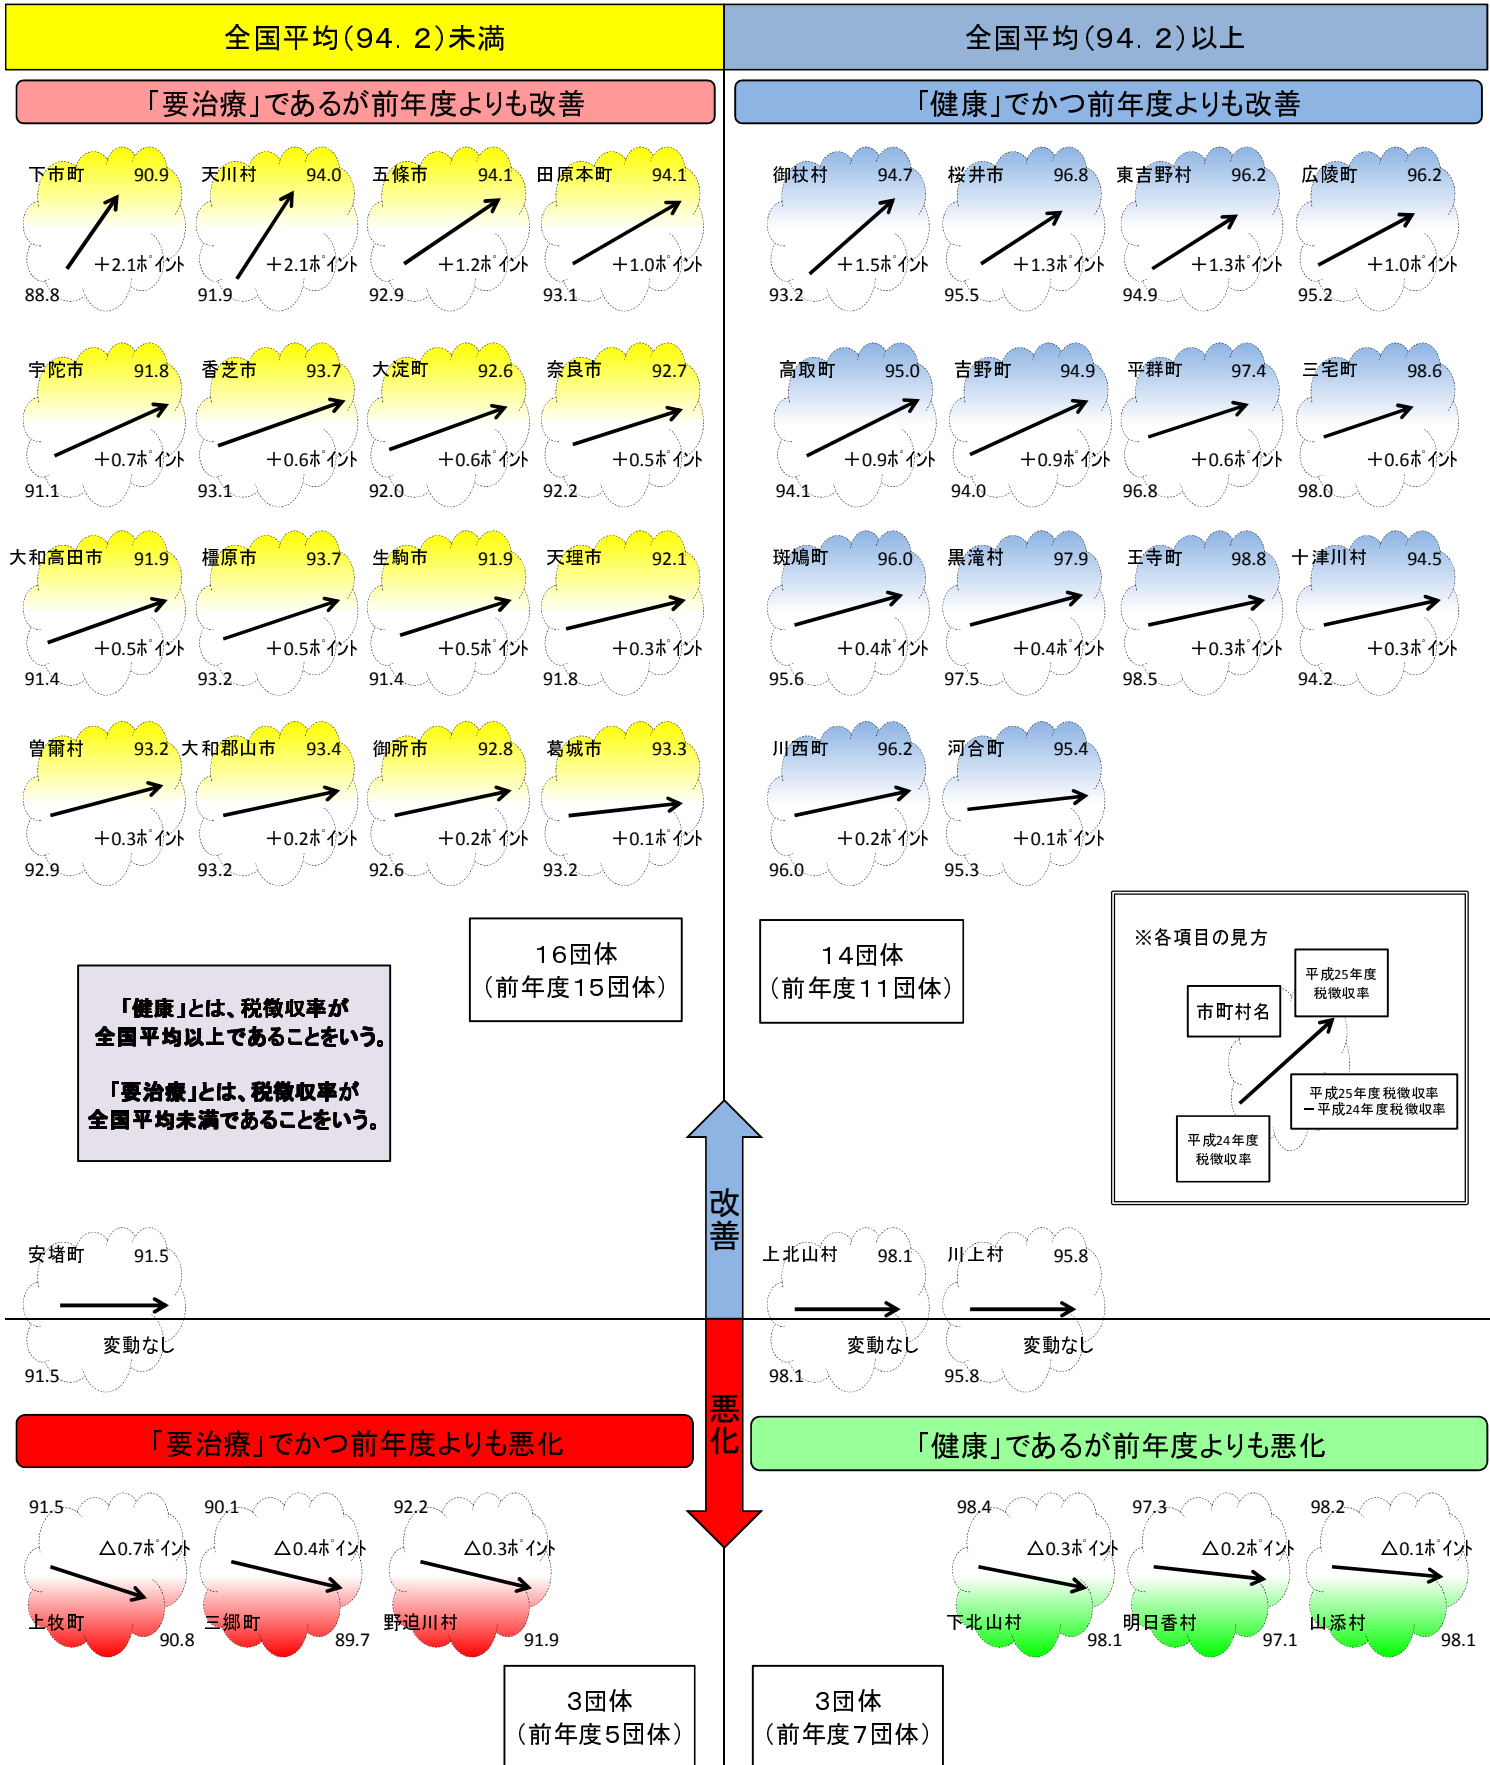 全国平均(94.2)未満
全国平均(94.2)以上
「要治療」であるが前年度よりも改善
「健康」でかつ前年度よりも改善
下市町 90.9
+2.1ポイント
88.8
天川村 94.0
+2.1ポイント
91.9
五條市 94.1
+1.2ポイント
92.9
田原本町 94.1
+1.0ポイント
93.1
御杖村 94.7
+1.5ポイント
93.2
桜井市 96.8
+1.3ポイント
95.5
東吉野村 96.2
+1.3ポイント
94.9
広陵町 96.2
+1.0ポイント
95.2
宇陀市 91.8
+0.7ポイント
91.1
香芝市 93.7
+0.6ポイント
93.1
大淀町 92.6
+0.6ポイント
92.0
奈良市 92.7
+0.5ポイント
92.2
高取町 95.0
+0.9ポイント
94.1
吉野町 94.9
+0.9ポイント
94.0
平群町 97.4
+0.6ポイント
96.8
三宅町 98.6
+0.6ポイント
98.0
大和高田市 91.9
+0.5ポイント
91.4
橿原市 93.7
+0.5ポイント
93.2
生駒市 91.9
+0.5ポイント
91.4
天理市 92.1
+0.3ポイント
91.8
斑鳩町 96.0
+0.4ポイント
95.6
黒滝村 97.9
+0.4ポイント
97.5
王寺町 98.8
+0.3ポイント
98.5
十津川村 94.5
+0.3ポイント
94.2
曽爾村 93.2
+0.3ポイント
92.9
大和郡山市 93.4
+0.2ポイント
93.2
御所市 92.8
+0.2ポイント
92.6
葛城市 93.3
+0.1ポイント
93.2
川西町 96.2
+0.2ポイント
96.0
河合町 95.4
+0.1ポイント
95.3
16団体
(前年度15団体)
14団体
(前年度11団体)
「健康」とは、税徴収率が
全国平均以上であることをいう。
「要治療」とは、税徴収率が
全国平均未満であることをいう。
※各項目の見方
平成25年度
税徴収率
市町村名
平成25年度税徴収率
－平成24年度税徴収率
平成24年度
税徴収率
改善
安堵町 91.5
変動なし
91.5
上北山村 98.1
変動なし
98.1
川上村 95.8
変動なし
95.8
悪化
「要治療」でかつ前年度よりも悪化
「健康」であるが前年度よりも悪化
91.5
△0.7ポイント
上牧町
90.8
90.1
△0.4ポイント
三郷町
89.7
92.2
△0.3ポイント
野迫川村
91.9
98.4
△0.3ポイント
下北山村
98.1
97.3
△0.2ポイント
明日香村
97.1
98.2
△0.1ポイント
山添村
98.1
3団体
(前年度5団体)
3団体
(前年度7団体)